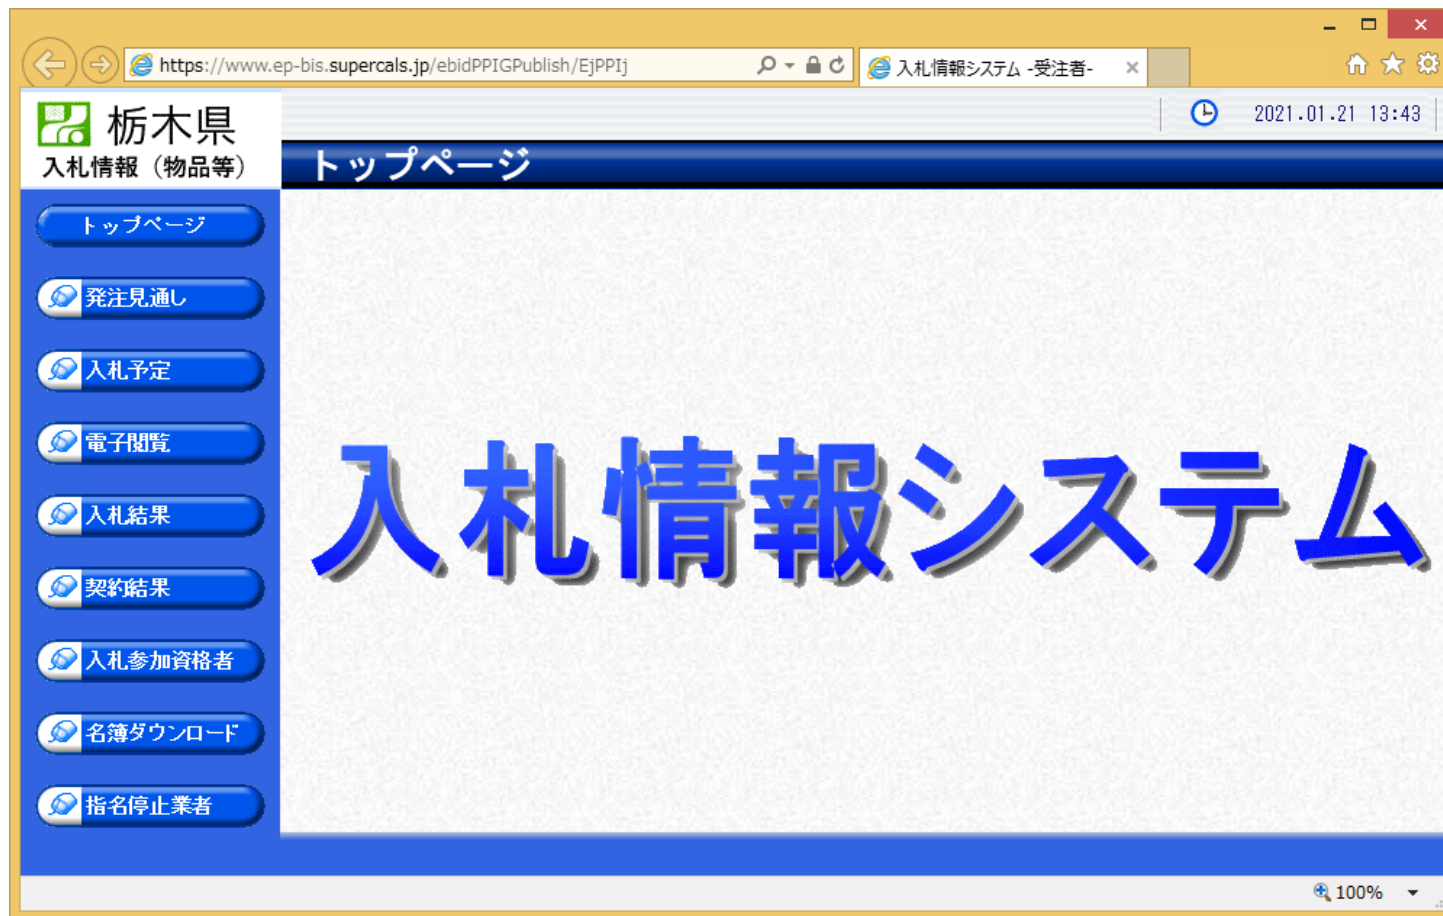 https://www.ep-bis.supercals.jp/ebidPPIGPublish/EjPPIj
入札情報システム -受注者-
栃木県
入札情報（物品等）
2021.01.21 13:43
トップページ
トップページ
発注見通し
入札予定
電子閲覧
入札結果
契約結果
入札参加資格者
名簿ダウンロード
指名停止業者
入札情報システム
100%